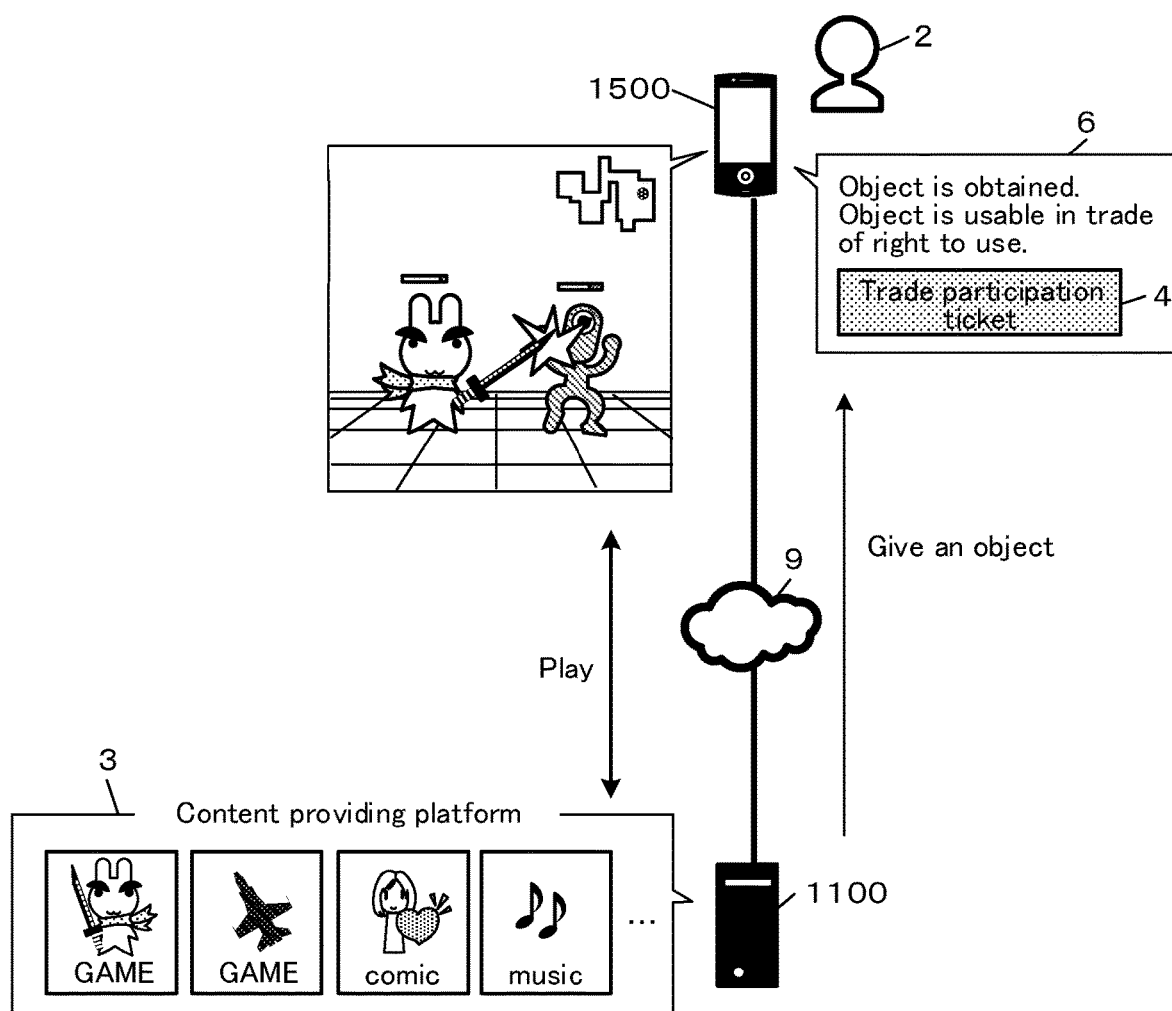 2
1500
6
Object is obtained.
Object is usable in trade
of right to use.
Trade participation
ticket
4
Give an object
9
Play
3
Content providing platform
GAME
GAME
comic
music
...
1100